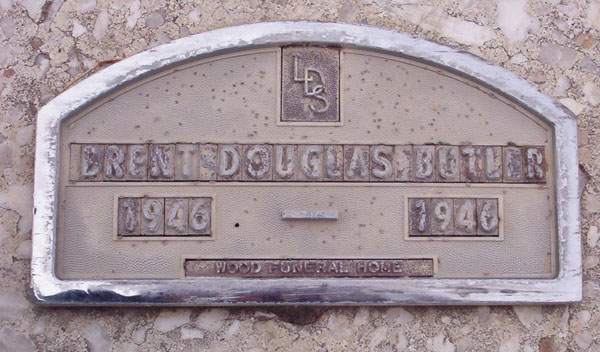 LDS
BRENT DOUGLAS BUTLER
1946 1946
WOOD FUNERAL HOME